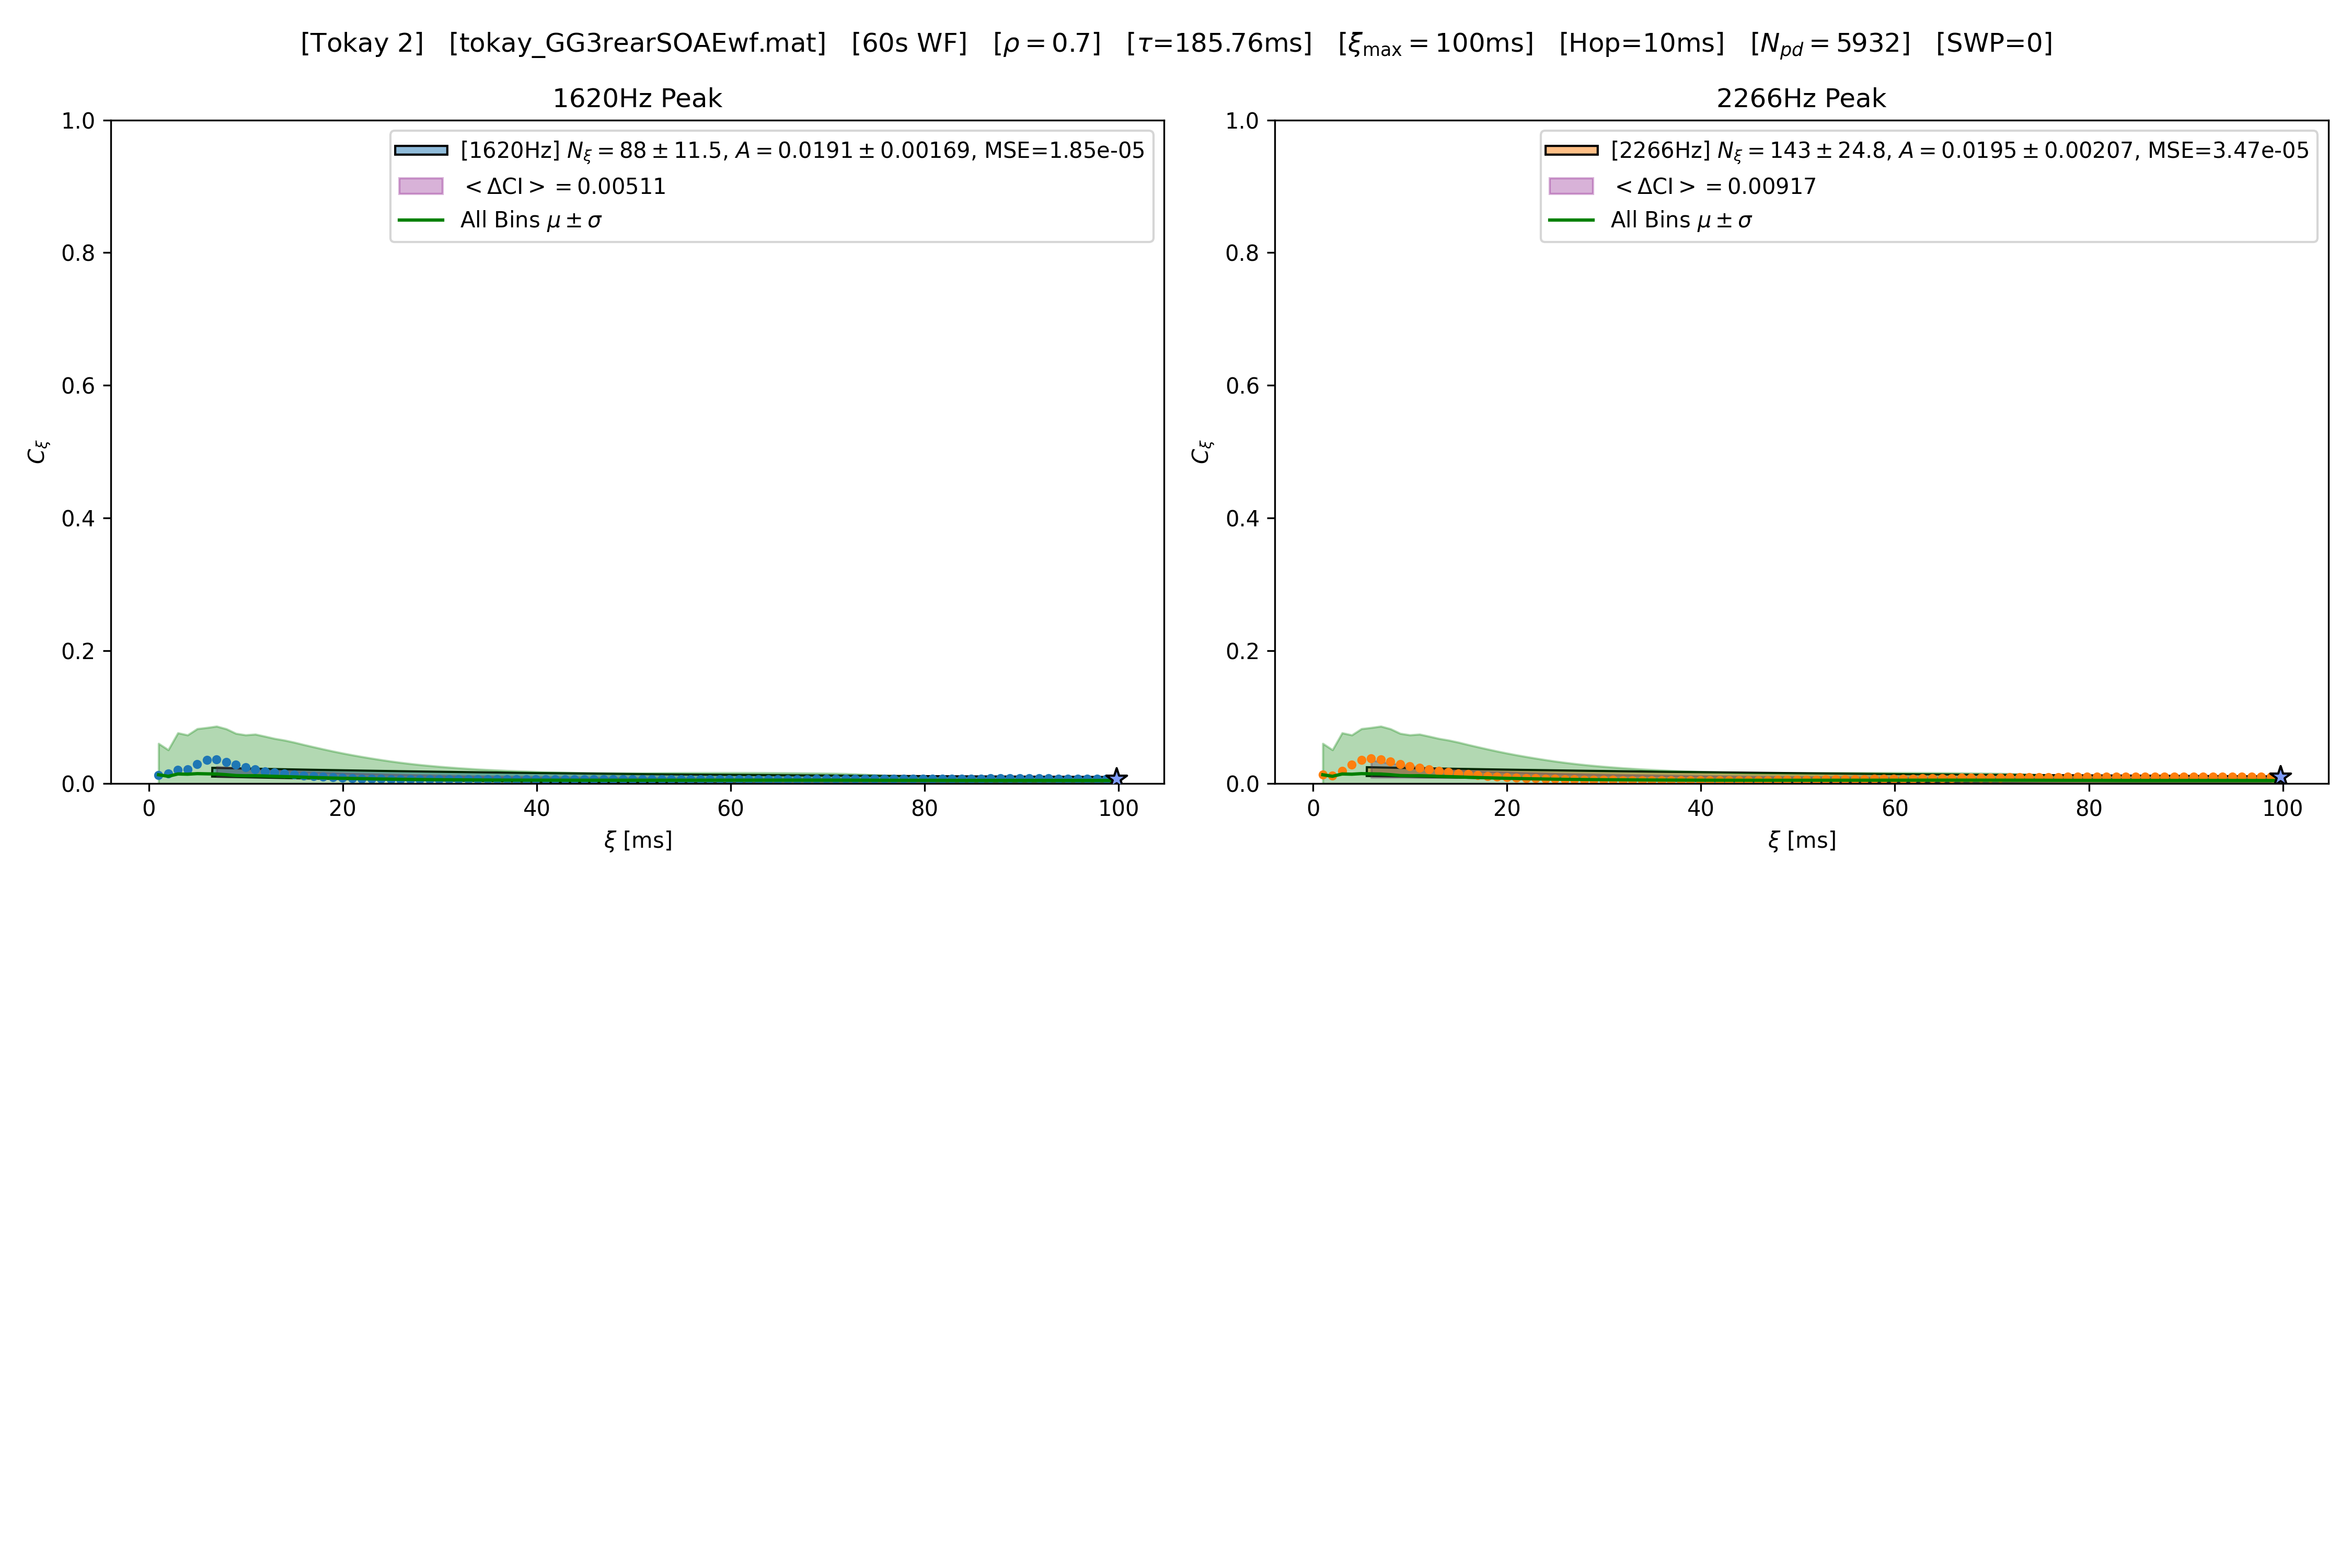 [Tokay 2] [tokay_GG3rearSOAEwf.mat] [60s WF] [ρ = 0.7] [τ=185.76ms] [ξmax = 100ms] [Hop=10ms] [Npd = 5932] [SWP=0]
1620Hz Peak
[1620Hz] Nξ = 88 ± 11.5, A = 0.0191 ± 0.00169, MSE=1.85e-05
< ΔCI > = 0.00511
All Bins μ ± σ
1.0
0.8
0.6
0.4
0.2
0.0
Cξ
0 20 40 60 80 100
ξ [ms]
2266Hz Peak
[2266Hz] Nξ = 143 ± 24.8, A = 0.0195 ± 0.00207, MSE=3.47e-05
< ΔCI > = 0.00917
All Bins μ ± σ
1.0
0.8
0.6
0.4
0.2
0.0
Cξ
0 20 40 60 80 100
ξ [ms]